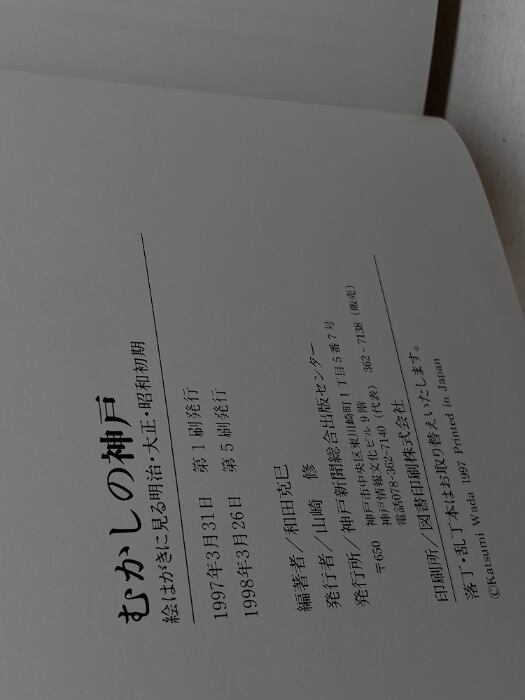 むかしの神戸
絵はがきに見る明治・大正・昭和初期
1997年3月31日　第1刷発行
1998年3月26日　第5刷発行
編著者／和田克巳
発行者／山崎　修
発行所／神戸新聞総合出版センター
〒650　神戸市中央区東川崎町1丁目5番7号
神戸情報文化ビル9階
電話078-362-7140（代表）　362-7138（販売）
印刷所／図書印刷株式会社
落丁・乱丁本はお取り替えいたします。
©Katsumi Wada 1997 Printed in Japan